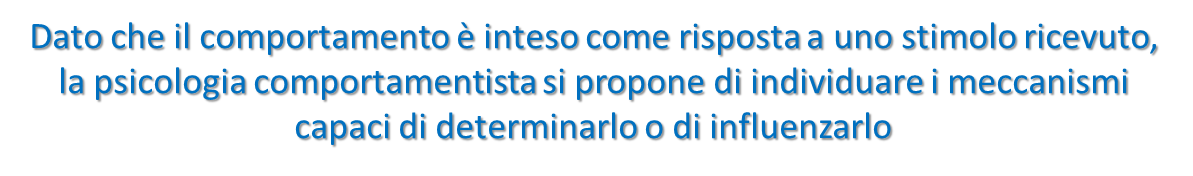 Dato che il comportamento è inteso come risposta a uno stimolo ricevuto,
la psicologia comportamentista si propone di individuare i meccanismi
capaci di determinarlo o di influenzarlo